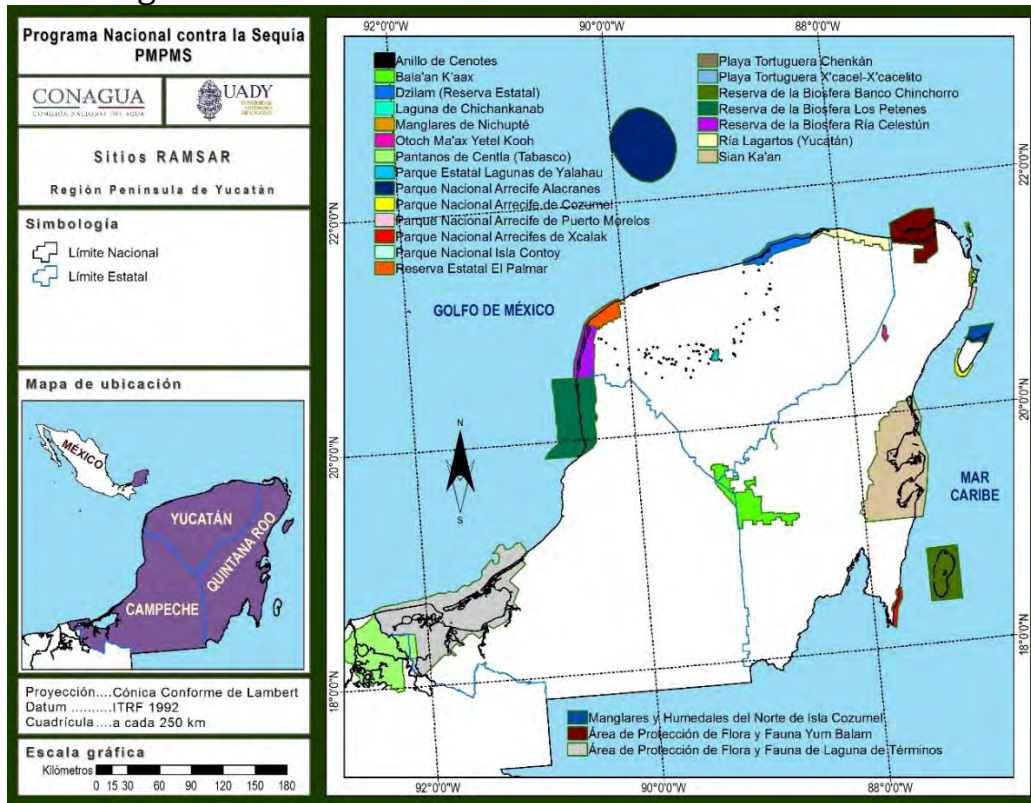 Programa Nacional contra la Sequía
PMPMS
CONAGUA
COMISIÓN NACIONAL DEL AGUA
UADY
UNIVERSIDAD
AUTÓNOMA
DE YUCATÁN
Sitios RAMSAR
Región Península de Yucatán
Simbología
Límite Nacional
Límite Estatal
Mapa de ubicación
MÉXICO
YUCATÁN
QUINTANA ROO
CAMPECHE
Proyección....Cónica Conforme de Lambert
Datum ..........ITRF 1992
Cuadrícula ....a cada 250 km
Escala gráfica
Kilómetros
0 15 30 60 90 120 150 180
92°0'0"W 90°0'0"W 88°0'0"W
Anillo de Cenotes
Bala'an K'aax
Dzilam (Reserva Estatal)
Laguna de Chichankanab
Manglares de Nichupté
Otoch Ma'ax Yetel Kooh
Pantanos de Centla (Tabasco)
Parque Estatal Lagunas de Yalahau
Parque Nacional Arrecife Alacranes
Parque Nacional Arrecife de Cozumel
Parque Nacional Arrecife de Puerto Morelos
Parque Nacional Arrecifes de Xcalak
Parque Nacional Isla Contoy
Reserva Estatal El Palmar
Playa Tortuguera Chenkán
Playa Tortuguera X'cacel-X'cacelito
Reserva de la Biosfera Banco Chinchorro
Reserva de la Biosfera Los Petenes
Reserva de la Biosfera Ría Celestún
Ría Lagartos (Yucatán)
Sian Ka'an
22°0'0"N
22°0'0"N
GOLFO DE MÉXICO
20°0'0"N
20°0'0"N
N
S
MAR
CARIBE
18°0'0"N
18°0'0"N
Manglares y Humedales del Norte de Isla Cozumel
Área de Protección de Flora y Fauna Yum Balam
Área de Protección de Flora y Fauna de Laguna de Términos
92°0'0"W 90°0'0"W 88°0'0"W